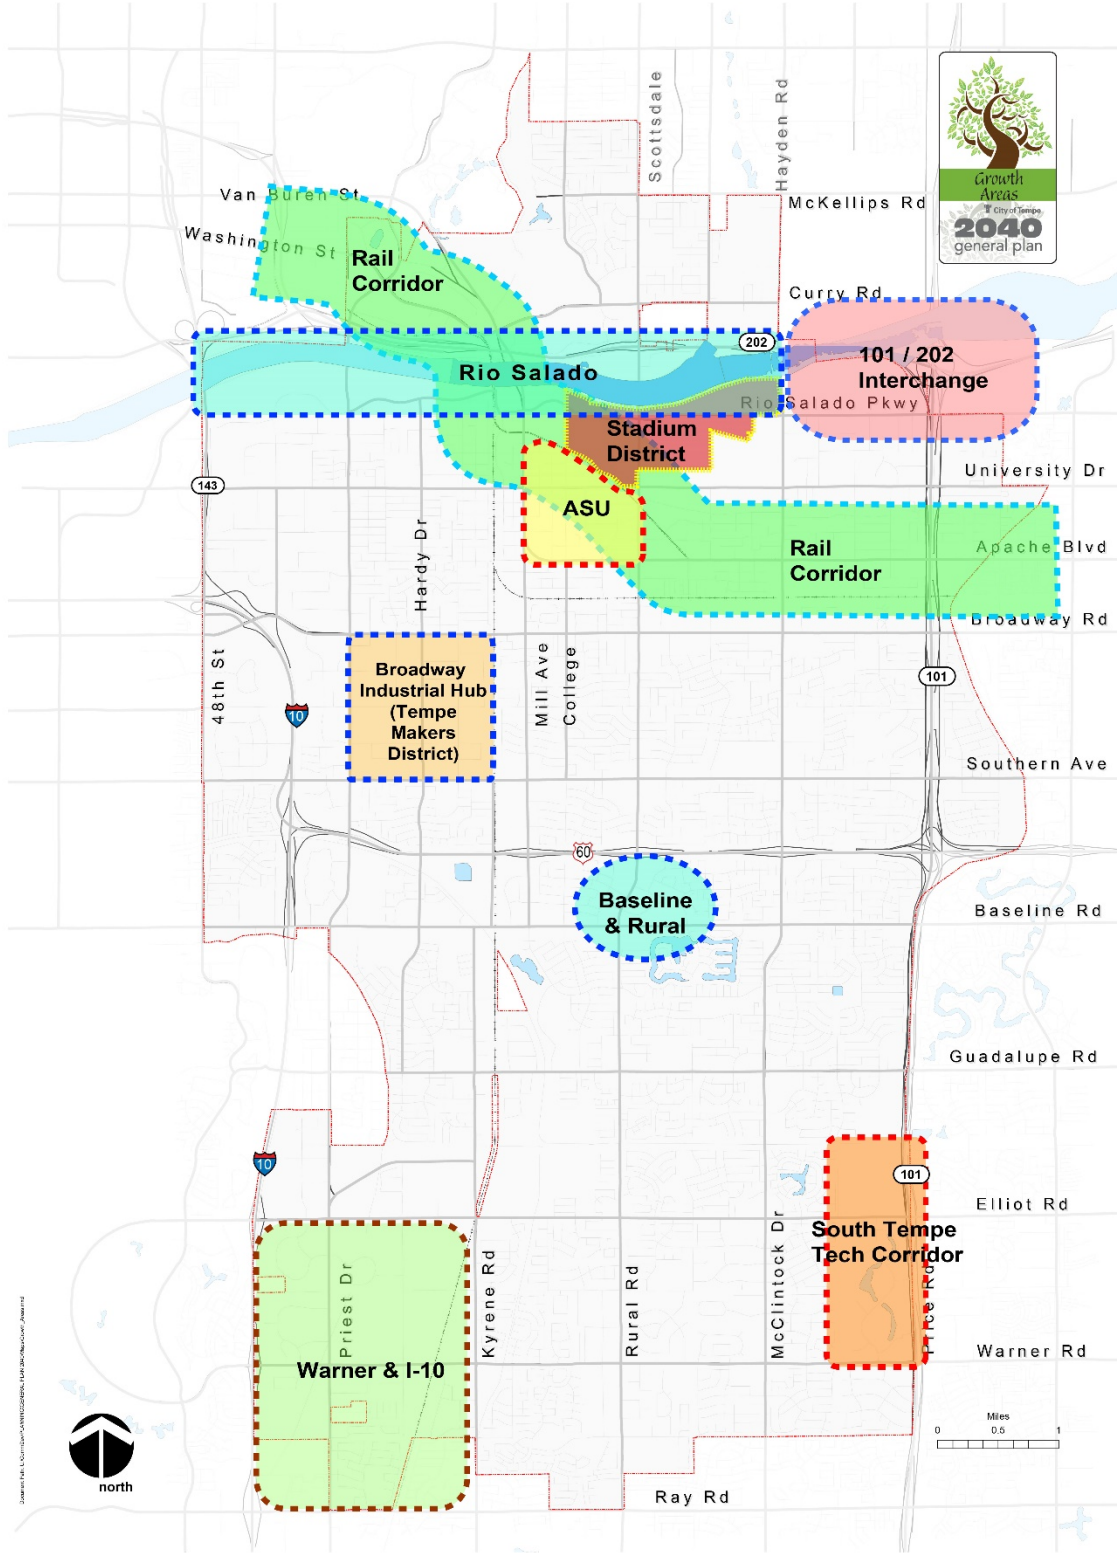 Scottsdale
Hayden Rd
Growth
Areas
City of Tempe
2040
general plan
Van Buren St
McKellips Rd
Washington St
Rail
Corridor
Curry Rd
202
101 / 202
Interchange
Rio Salado
Rio Salado Pkwy
Stadium
District
University Dr
143
ASU
Hardy Dr
Rail
Corridor
Apache Blvd
Broadway Rd
48th St
10
Broadway
Industrial Hub
(Tempe
Makers
District)
Mill Ave
College
101
Southern Ave
60
Baseline
& Rural
Baseline Rd
Guadalupe Rd
10
101
Elliot Rd
South Tempe
Tech Corridor
Priest Dr
Kyrene Rd
Rural Rd
McClintock Dr
Price Rd
Warner Rd
Warner & I-10
Miles
0 0.5 1
north
Ray Rd